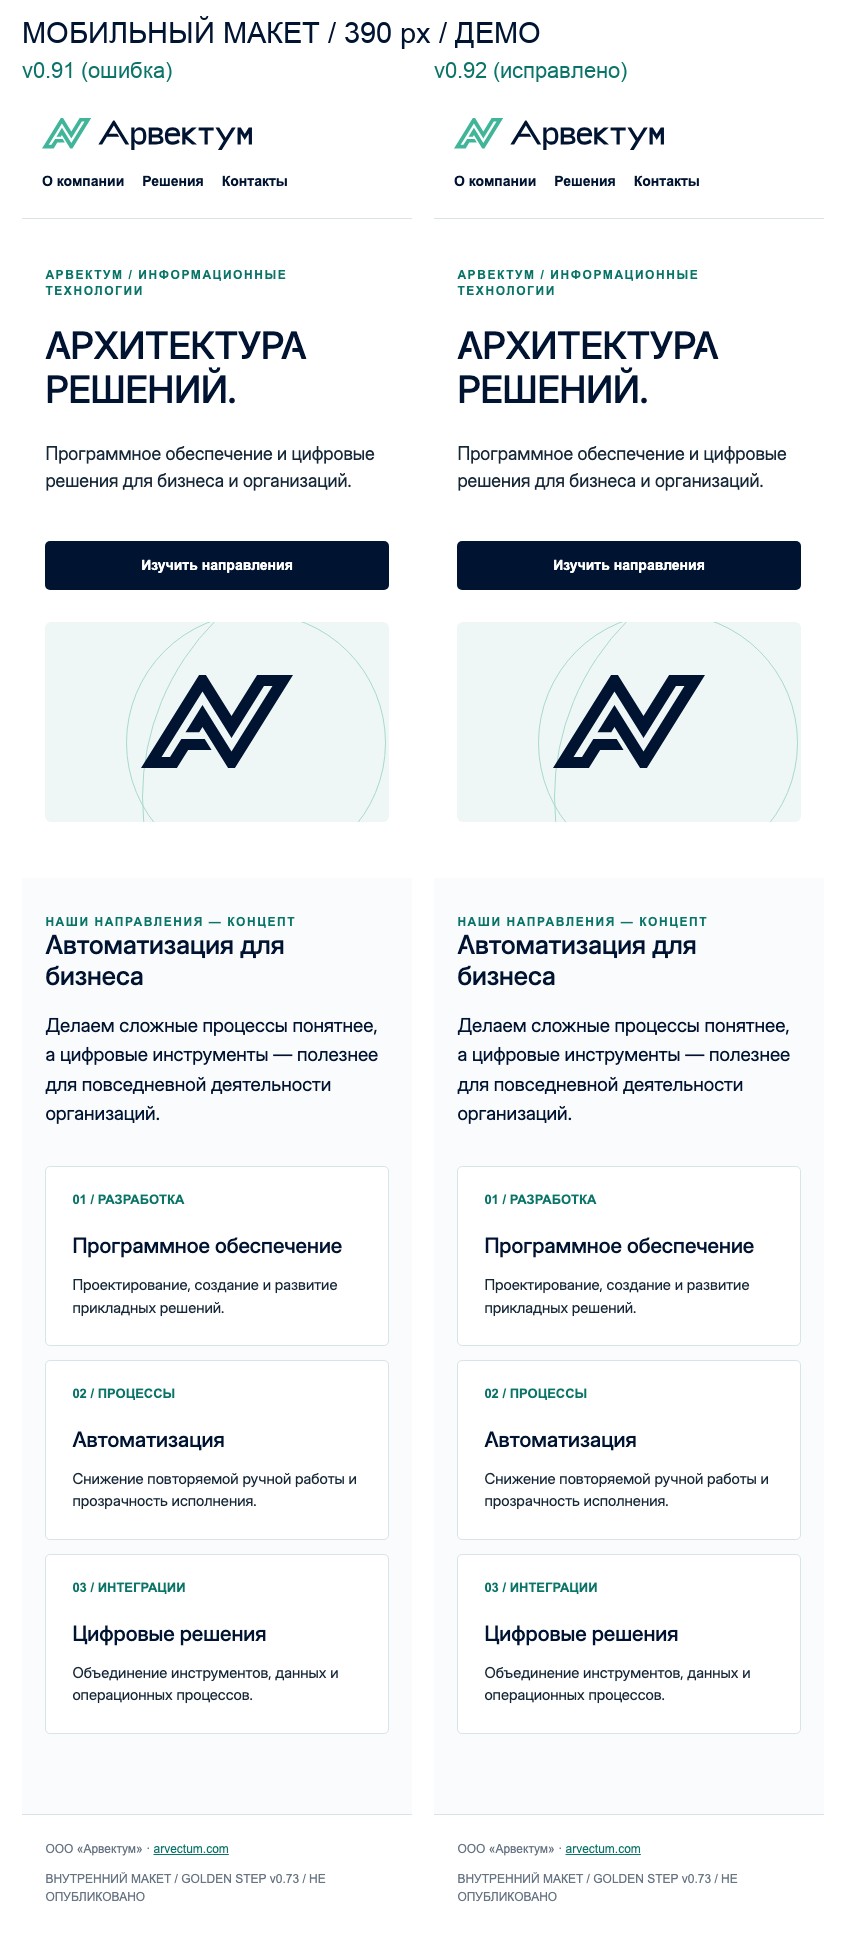 МОБИЛЬНЫЙ МАКЕТ / 390 px / ДЕМО
v0.91 (ошибка)
Арвектум
О компании Решения Контакты
АРВЕКТУМ / ИНФОРМАЦИОННЫЕ
ТЕХНОЛОГИИ
АРХИТЕКТУРА
РЕШЕНИЙ.
Программное обеспечение и цифровые
решения для бизнеса и организаций.
Изучить направления
НАШИ НАПРАВЛЕНИЯ — КОНЦЕПТ
Автоматизация для
бизнеса
Делаем сложные процессы понятнее,
а цифровые инструменты — полезнее
для повседневной деятельности
организаций.
01 / РАЗРАБОТКА
Программное обеспечение
Проектирование, создание и развитие
прикладных решений.
02 / ПРОЦЕССЫ
Автоматизация
Снижение повторяемой ручной работы и
прозрачность исполнения.
03 / ИНТЕГРАЦИИ
Цифровые решения
Объединение инструментов, данных и
операционных процессов.
ООО «Арвектум» · arvectum.com
ВНУТРЕННИЙ МАКЕТ / GOLDEN STEP v0.73 / НЕ
ОПУБЛИКОВАНО
v0.92 (исправлено)
Арвектум
О компании Решения Контакты
АРВЕКТУМ / ИНФОРМАЦИОННЫЕ
ТЕХНОЛОГИИ
АРХИТЕКТУРА
РЕШЕНИЙ.
Программное обеспечение и цифровые
решения для бизнеса и организаций.
Изучить направления
НАШИ НАПРАВЛЕНИЯ — КОНЦЕПТ
Автоматизация для
бизнеса
Делаем сложные процессы понятнее,
а цифровые инструменты — полезнее
для повседневной деятельности
организаций.
01 / РАЗРАБОТКА
Программное обеспечение
Проектирование, создание и развитие
прикладных решений.
02 / ПРОЦЕССЫ
Автоматизация
Снижение повторяемой ручной работы и
прозрачность исполнения.
03 / ИНТЕГРАЦИИ
Цифровые решения
Объединение инструментов, данных и
операционных процессов.
ООО «Арвектум» · arvectum.com
ВНУТРЕННИЙ МАКЕТ / GOLDEN STEP v0.73 / НЕ
ОПУБЛИКОВАНО